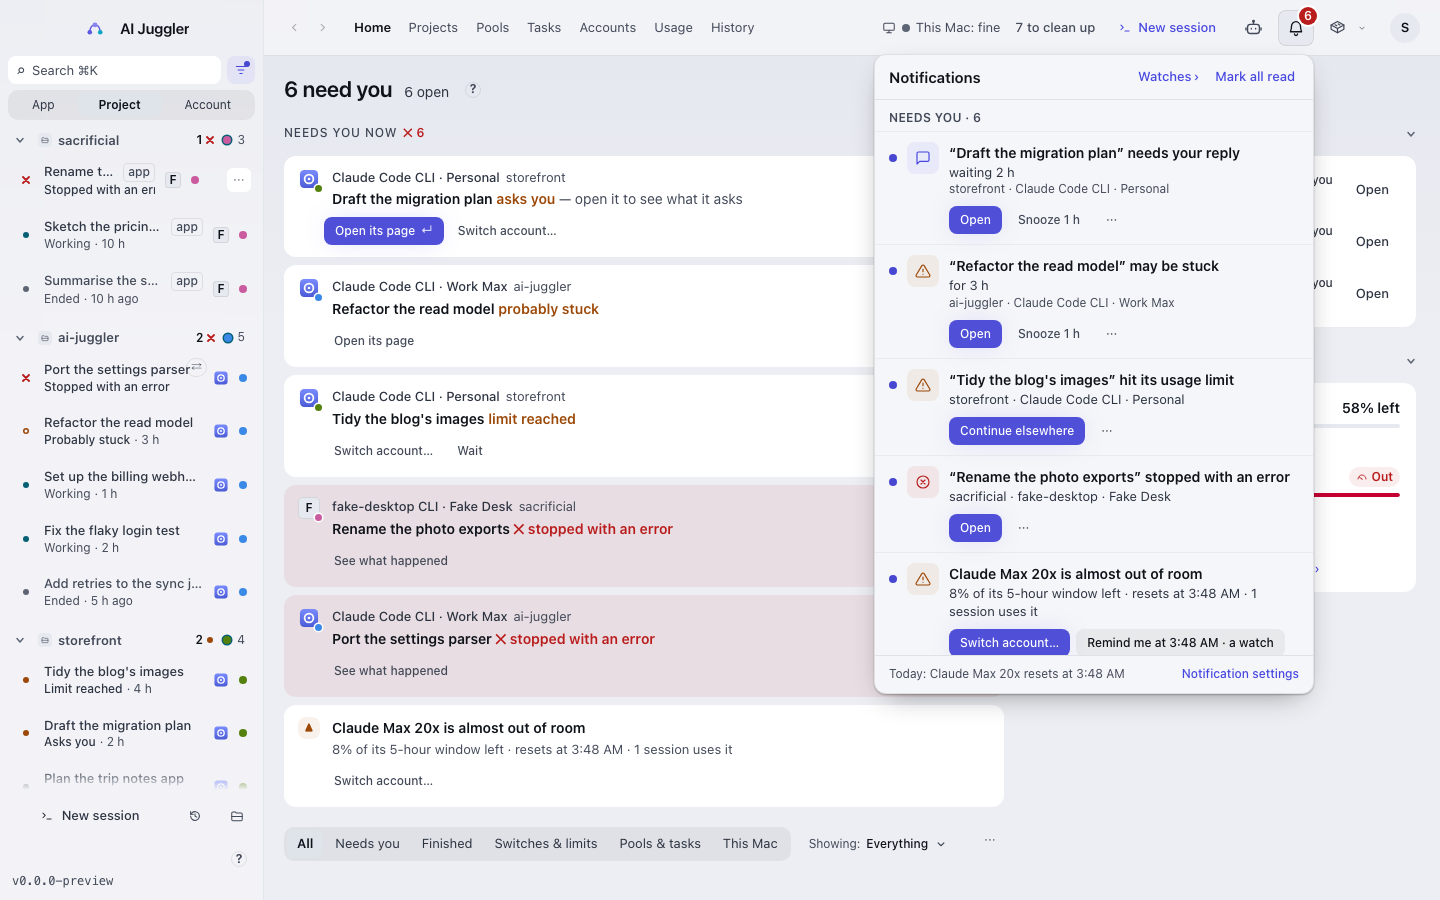 AI Juggler
Search ⌘K
App Project Account
sacrificial 1 3
Rename t... app F
Stopped with an err
Sketch the pricin... app F
Working · 10 h
Summarise the s... app F
Ended · 10 h ago
ai-juggler 2 5
Port the settings parser
Stopped with an error
Refactor the read model
Probably stuck · 3 h
Set up the billing webh...
Working · 1 h
Fix the flaky login test
Working · 2 h
Add retries to the sync j...
Ended · 5 h ago
storefront 2 4
Tidy the blog's images
Limit reached · 4 h
Draft the migration plan
Asks you · 2 h
Plan the trip notes app
New session
?
v0.0.0-preview
Home Projects Pools Tasks Accounts Usage History
This Mac: fine 7 to clean up New session 6 S
6 need you 6 open ?
NEEDS YOU NOW 6
Claude Code CLI · Personal storefront
Draft the migration plan asks you — open it to see what it asks
Open its page ↵ Switch account...
Claude Code CLI · Work Max ai-juggler
Refactor the read model probably stuck
Open its page
Claude Code CLI · Personal storefront
Tidy the blog's images limit reached
Switch account... Wait
F fake-desktop CLI · Fake Desk sacrificial
Rename the photo exports stopped with an error
See what happened
Claude Code CLI · Work Max ai-juggler
Port the settings parser stopped with an error
See what happened
Claude Max 20x is almost out of room
8% of its 5-hour window left · resets at 3:48 AM · 1 session uses it
Switch account...
All Needs you Finished Switches & limits Pools & tasks This Mac Showing: Everything ...
Notifications Watches › Mark all read
NEEDS YOU · 6
“Draft the migration plan” needs your reply
waiting 2 h
storefront · Claude Code CLI · Personal
Open Snooze 1 h ...
“Refactor the read model” may be stuck
for 3 h
ai-juggler · Claude Code CLI · Work Max
Open Snooze 1 h ...
“Tidy the blog's images” hit its usage limit
storefront · Claude Code CLI · Personal
Continue elsewhere ...
“Rename the photo exports” stopped with an error
sacrificial · fake-desktop · Fake Desk
Open ...
Claude Max 20x is almost out of room
8% of its 5-hour window left · resets at 3:48 AM · 1
session uses it
Switch account... Remind me at 3:48 AM · a watch
Today: Claude Max 20x resets at 3:48 AM Notification settings
you Open
you Open
you Open
58% left
Out